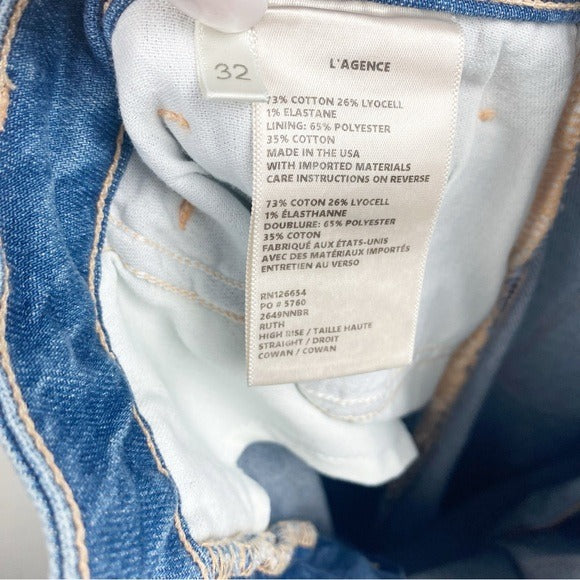 32
L'AGENCE
73% COTTON 26% LYOCELL
1% ELASTANE
LINING: 65% POLYESTER
35% COTTON
MADE IN THE USA
WITH IMPORTED MATERIALS
CARE INSTRUCTIONS ON REVERSE
73% COTON 26% LYOCELL
1% ÉLASTHANNE
DOUBLURE: 65% POLYESTER
35% COTON
FABRIQUÉ AUX ÉTATS-UNIS
AVEC DES MATÉRIAUX IMPORTÉS
ENTRETIEN AU VERSO
RN126654
PO # 5760
2649NNBR
RUTH
HIGH RISE / TAILLE HAUTE
STRAIGHT / DROIT
COWAN / COWAN